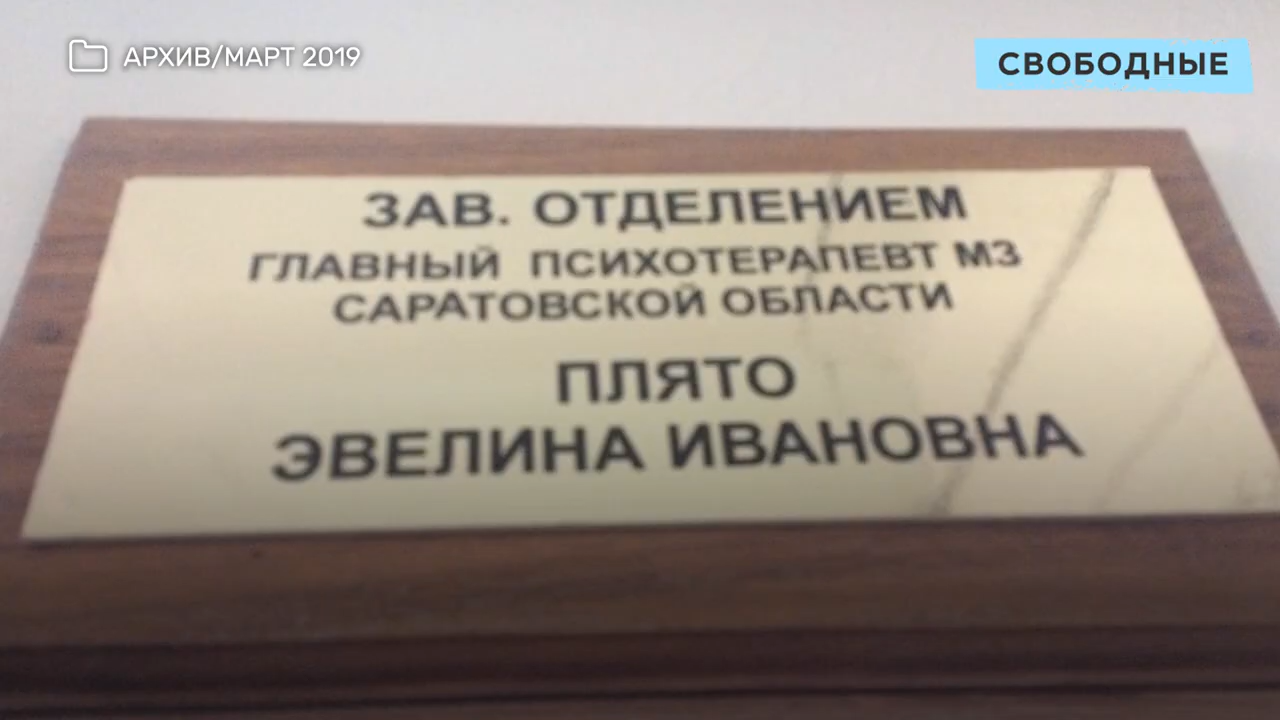 АРХИВ/МАРТ 2019
СВОБОДНЫЕ
ЗАВ. ОТДЕЛЕНИЕМ
ГЛАВНЫЙ ПСИХОТЕРАПЕВТ МЗ
САРАТОВСКОЙ ОБЛАСТИ
ПЛЯТО
ЭВЕЛИНА ИВАНОВНА